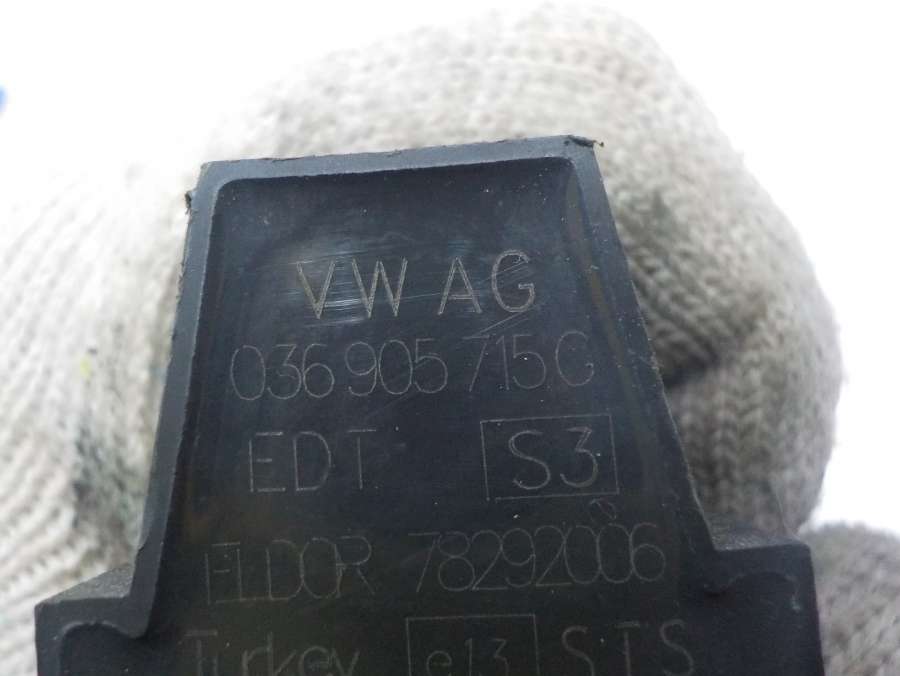 VW AG
036 905 715 G
EDT S3
ELDOR 78292006
Turkey e13 STS